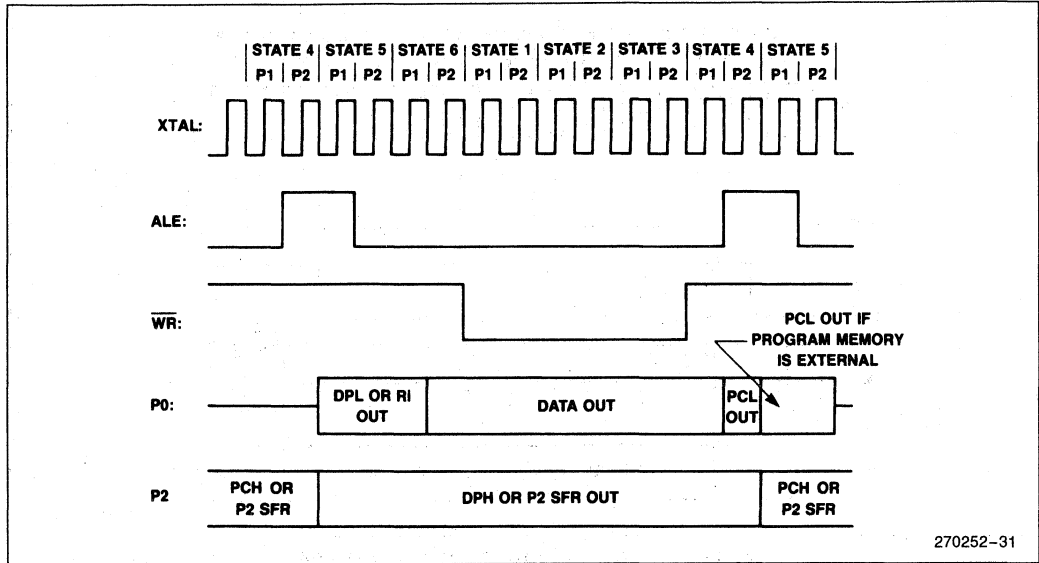 STATE 4 | STATE 5 | STATE 6 | STATE 1 | STATE 2 | STATE 3 | STATE 4 | STATE 5
P1 | P2 | P1 | P2 | P1 | P2 | P1 | P2 | P1 | P2 | P1 | P2 | P1 | P2 | P1 | P2
XTAL:
ALE:
WR:
PCL OUT IF
PROGRAM MEMORY
IS EXTERNAL
P0:
DPL OR RI
OUT
DATA OUT
PCL
OUT
P2
PCH OR
P2 SFR
DPH OR P2 SFR OUT
PCH OR
P2 SFR
270252-31